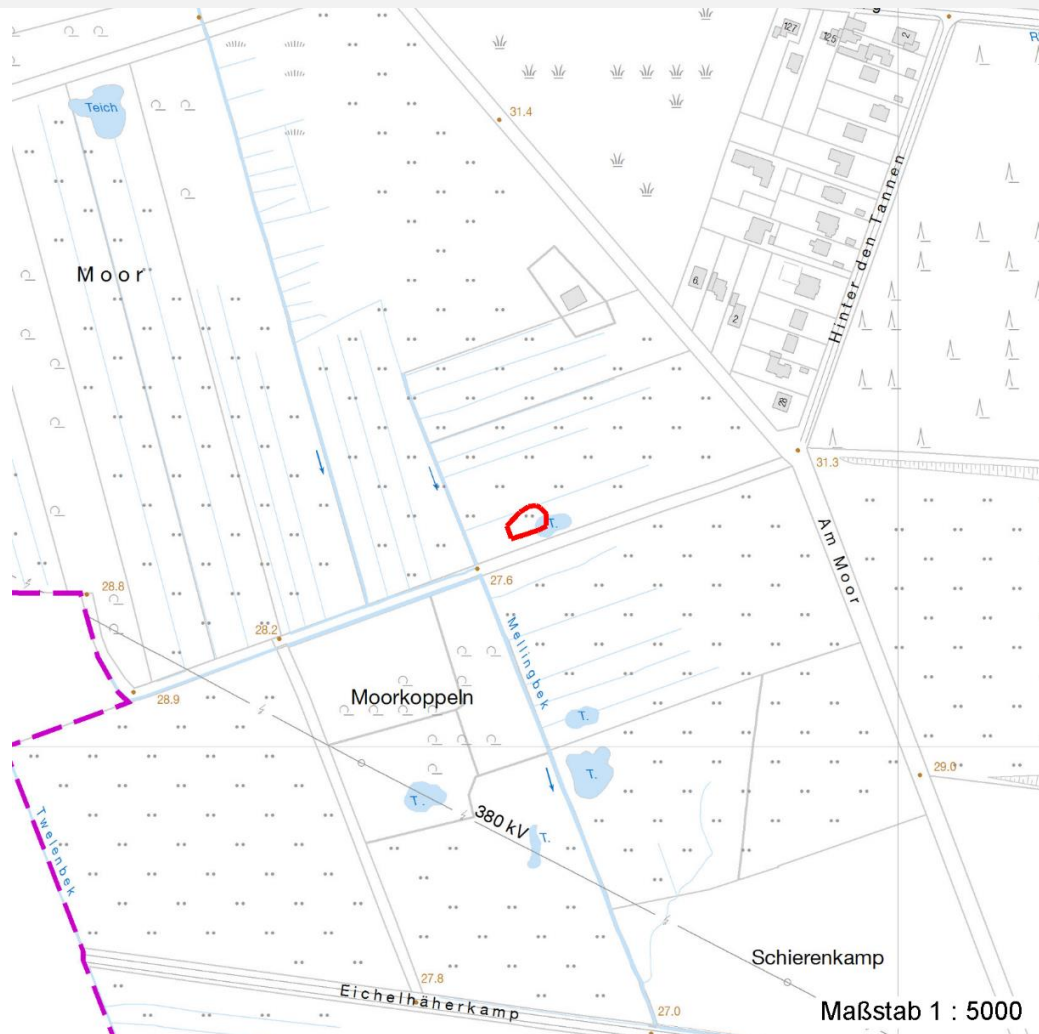 127
125
2
Teich
31.4
Moor
Hinter den Tannen
6
2
28
31.3
T.
Am Moor
27.6
28.8
28.2
Mellingbek
28.9
Moorkoppeln
T.
T.
29.0
T.
380 kV
T.
Twelenbek
Schierenkamp
27.8
Eichelhäherkamp
27.0
Maßstab 1 : 5000